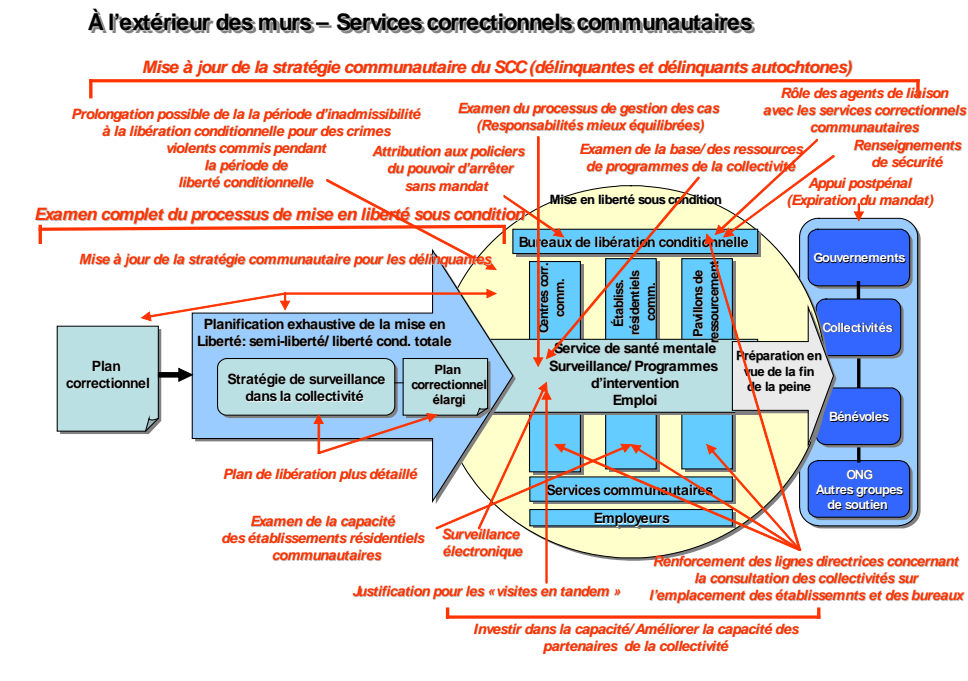 À l'extérieur des murs – Services correctionnels communautaires
Mise à jour de la stratégie communautaire du SCC (délinquantes et délinquants autochtones)
Prolongation possible de la la période d'inadmissibilité
à la libération conditionnelle pour des crimes
violents commis pendant
la période de
liberté conditionnelle
Attribution aux policiers
du pouvoir d'arrêter
sans mandat
Examen du processus de gestion des cas
(Responsabilités mieux équilibrées)
Examen de la base/ des ressources
de programmes de la collectivité
Rôle des agents de liaison
avec les services correctionnels
communautaires
Renseignements
de sécurité
Appui postpénal
(Expiration du mandat)
Examen complet du processus de mise en liberté sous condition
Mise à jour de la stratégie communautaire pour les délinquantes
Mise en liberté sous condition
Bureaux de libération conditionnelle
Centres corr.
comm.
Établiss.
résidentiels
comm.
Pavillons de
ressourcement
Plan
correctionnel
Planification exhaustive de la mise en
Liberté: semi-liberté/ liberté cond. totale
Stratégie de surveillance
dans la collectivité
Plan
correctionnel
élargi
Service de santé mentale
Surveillance/ Programmes
d'intervention
Emploi
Préparation en
vue de la fin
de la peine
Gouvernements
Collectivités
Bénévoles
ONG
Autres groupes
de soutien
Services communautaires
Employeurs
Plan de libération plus détaillé
Examen de la capacité
des établissements résidentiels
communautaires
Surveillance
électronique
Justification pour les « visites en tandem »
Renforcement des lignes directrices concernant
la consultation des collectivités sur
l'emplacement des établissemnts et des bureaux
Investir dans la capacité/ Améliorer la capacité des
partenaires de la collectivité